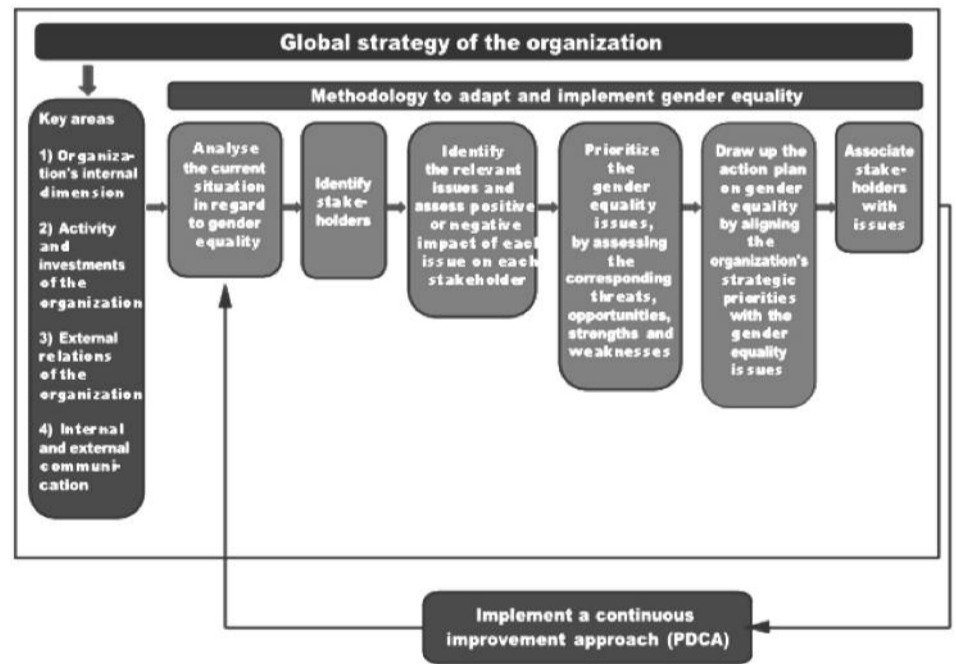 Global strategy of the organization
Methodology to adapt and implement gender equality
Key areas
1) Organiza-
tion's internal
dimension
2) Activity
and
investments
of the
organization
3) External
relations
of the
organization
4) Internal
and external
communi-
cation
Analyse
the current
situation
in regard
to gender
equality
Identify
stake-
holders
Identify
the relevant
issues and
assess positive
or negative
impact of each
issue on each
stakeholder
Prioritize
the
gender
equality
issues,
by assessing
the
corresponding
threats,
opportunities,
strengths and
weaknesses
Draw up the
action plan
on gender
equality
by aligning
the
organization's
strategic
priorities
with the
gender
equality
issues
Associate
stake-
holders
with
issues
Implement a continuous
improvement approach (PDCA)